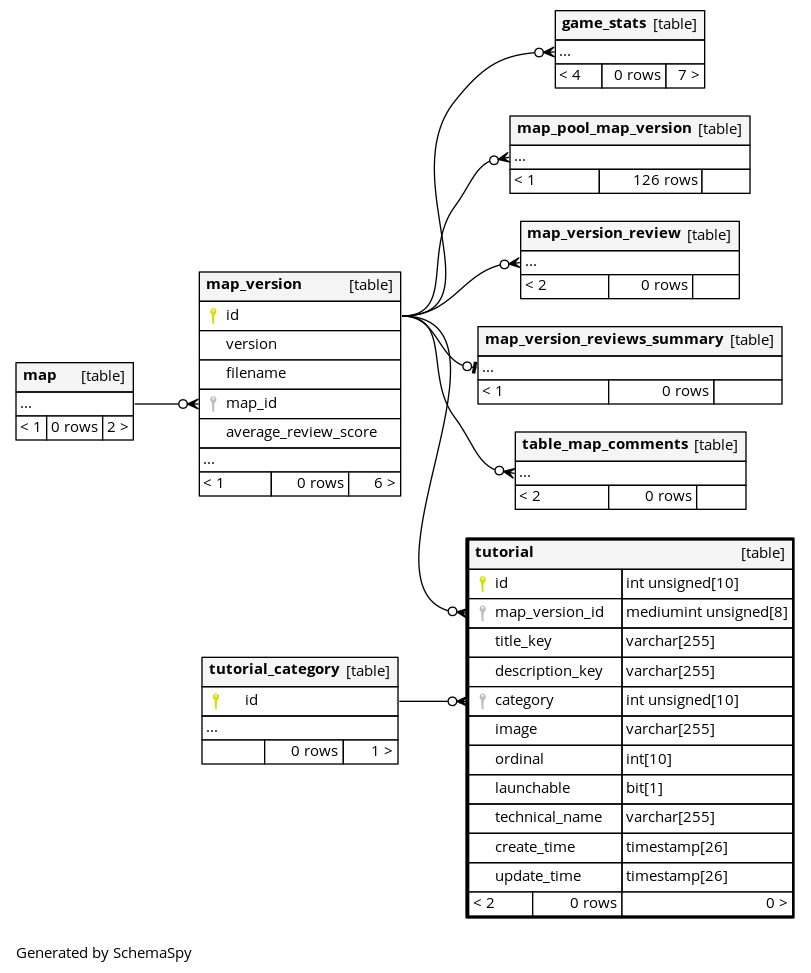 game_stats [table]
...
< 4 0 rows 7 >
map_pool_map_version [table]
...
< 1 126 rows
map_version_review [table]
...
< 2 0 rows
map_version [table]
id
version
filename
map_id
average_review_score
...
< 1 0 rows 6 >
map_version_reviews_summary [table]
...
< 1 0 rows
map [table]
...
< 1 0 rows 2 >
table_map_comments [table]
...
< 2 0 rows
tutorial [table]
id int unsigned[10]
map_version_id mediumint unsigned[8]
title_key varchar[255]
description_key varchar[255]
category int unsigned[10]
image varchar[255]
ordinal int[10]
launchable bit[1]
technical_name varchar[255]
create_time timestamp[26]
update_time timestamp[26]
< 2 0 rows 0 >
tutorial_category [table]
id
...
0 rows 1 >
Generated by SchemaSpy